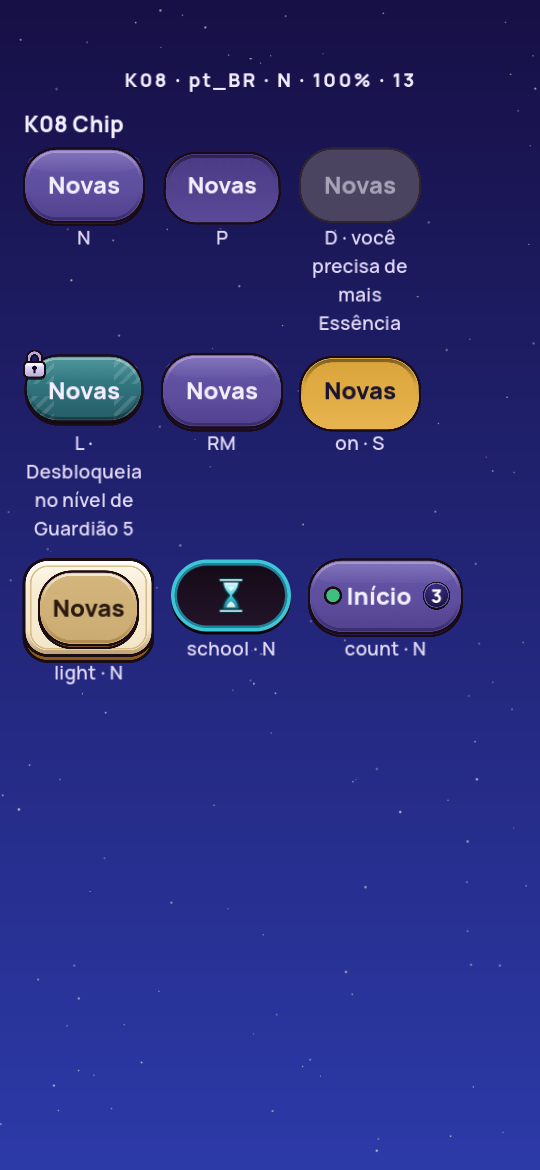 K08 · pt_BR · N · 100% · 13
K08 Chip
Novas
Novas
Novas
N
P
D · você
precisa de
mais
Essência
Novas
Novas
Novas
L ·
Desbloqueia
no nível de
Guardião 5
RM
on · S
Novas
Início 3
light · N
school · N
count · N